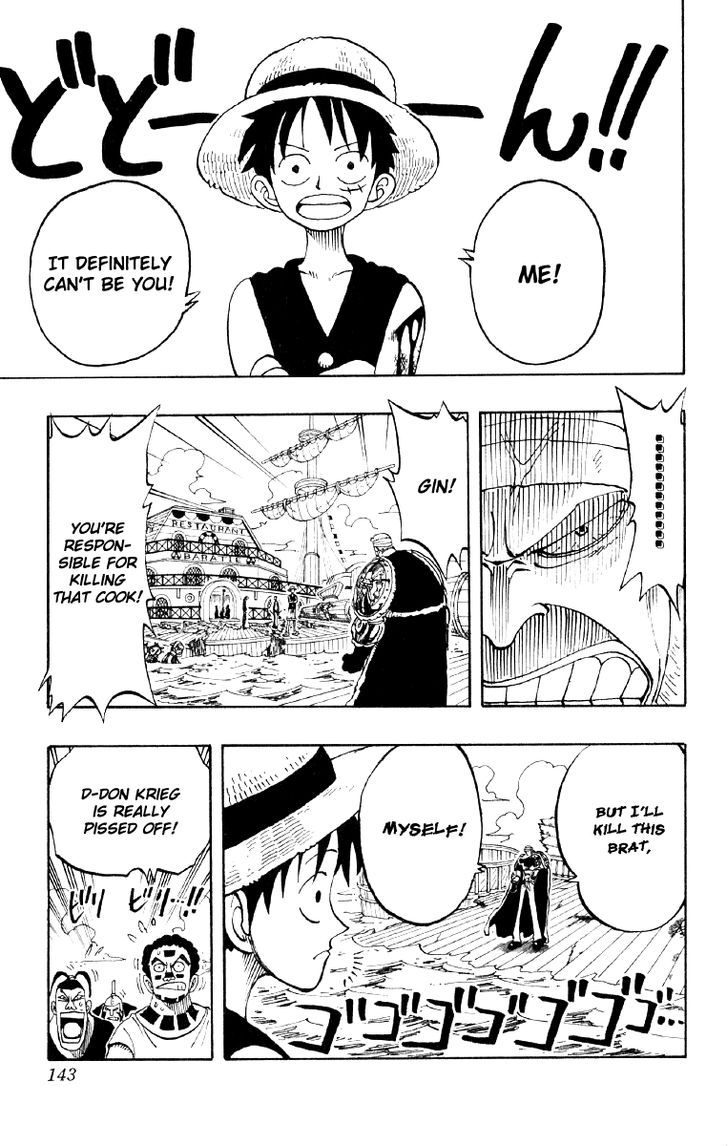 どどーーん!!
ME!
IT DEFINITELY
CAN'T BE YOU!
..........
GIN!
YOU'RE
RESPON-
SIBLE FOR
KILLING
THAT COOK!
RESTAURANT
BARATIE
BUT I'LL
KILL THIS
BRAT,
MYSELF!
ゴゴゴゴゴゴゴ...
D-DON KRIEG
IS REALLY
PISSED OFF!
ビリ ビリ...!!
143